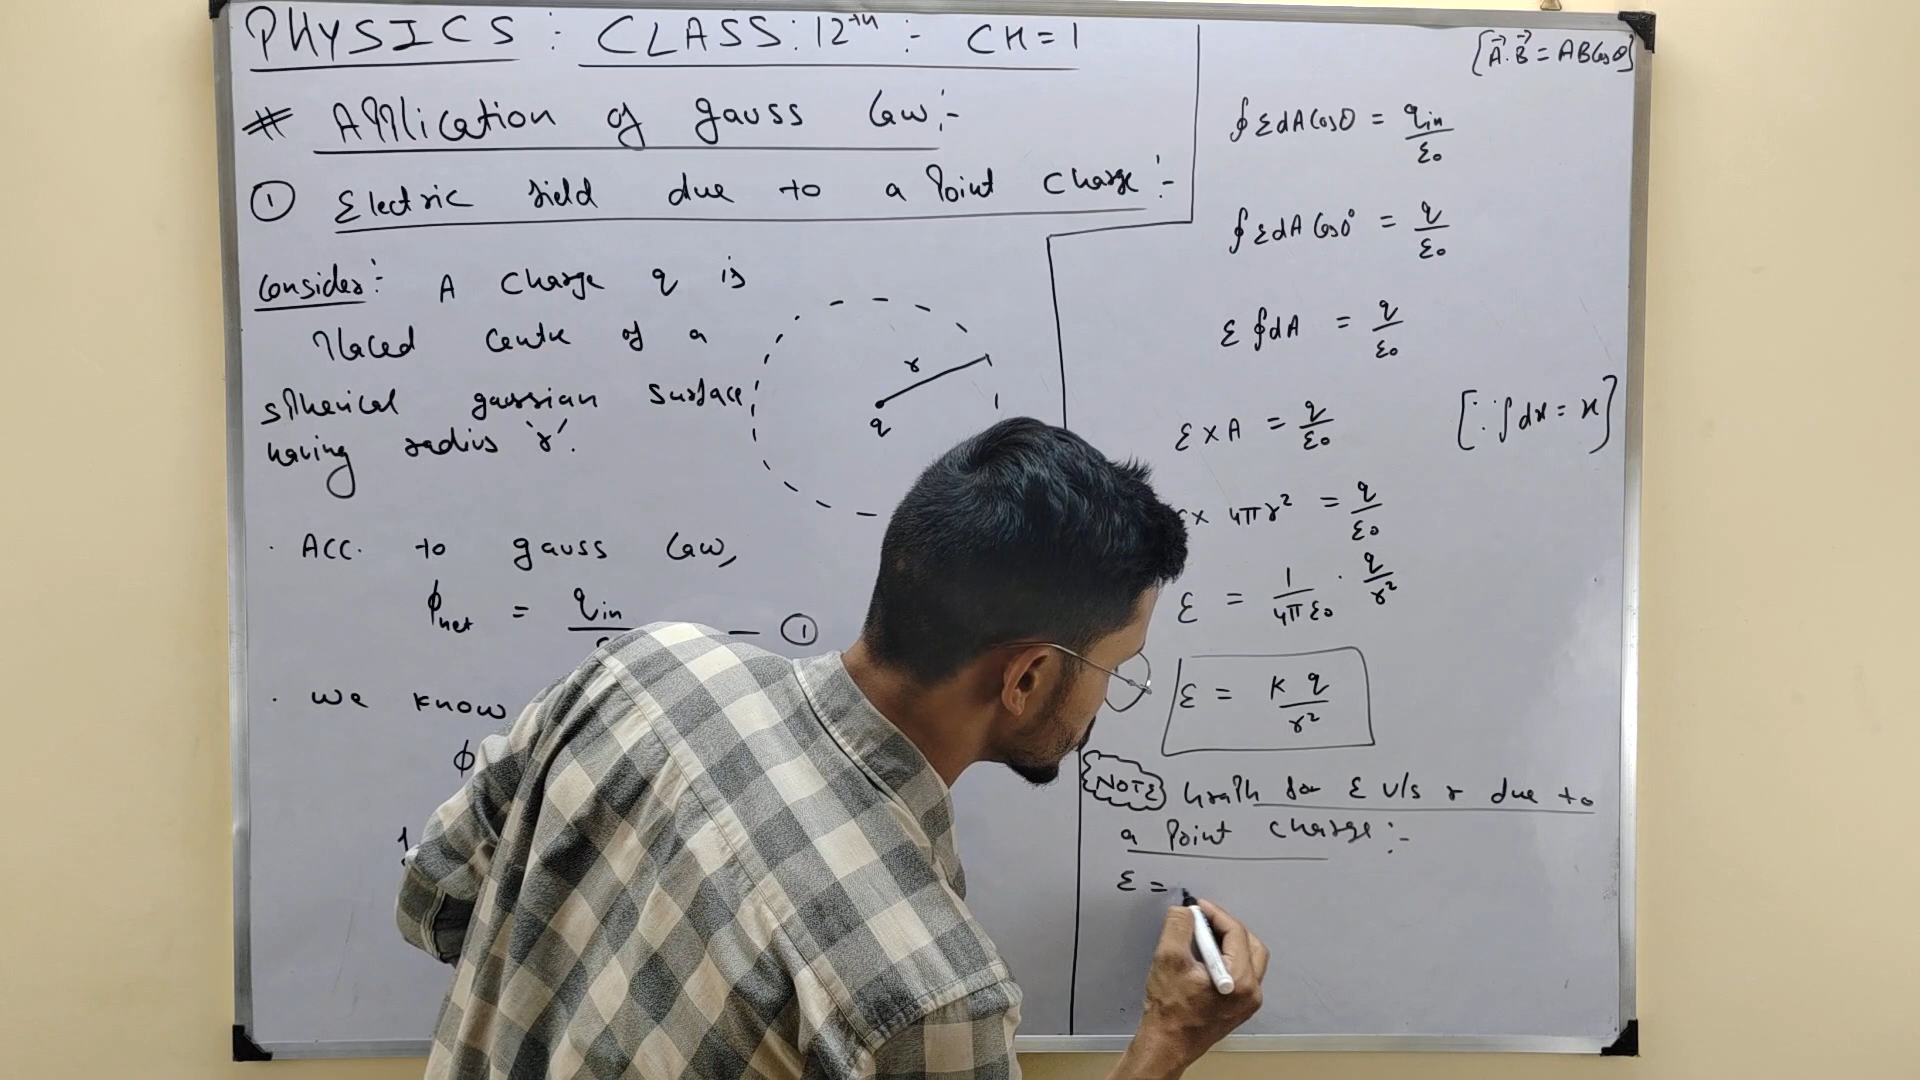 PHYSICS : CLASS : 12th :- CH = 1
# Application of gauss law :-
① Electric field due to a Point charge :-
Consider :- A charge q is
Placed centre of a
spherical gaussian surface
having radius 'r'.
r
q
· Acc. to gauss law,
ϕnet = qin — ①
· we know
ϕ
[A⃗.B⃗ = ABCosθ]
∮ EdA Cosθ = qin/ε₀
∮ EdA Cos0° = q/ε₀
E ∮dA = q/ε₀
E × A = q/ε₀ [∵ ∫dx = x]
× 4πr² = q/ε₀
E = 1/4πε₀ · q/r²
E = K q/r²
NOTE Graph for E v/s r due to
a Point charge :-
E =